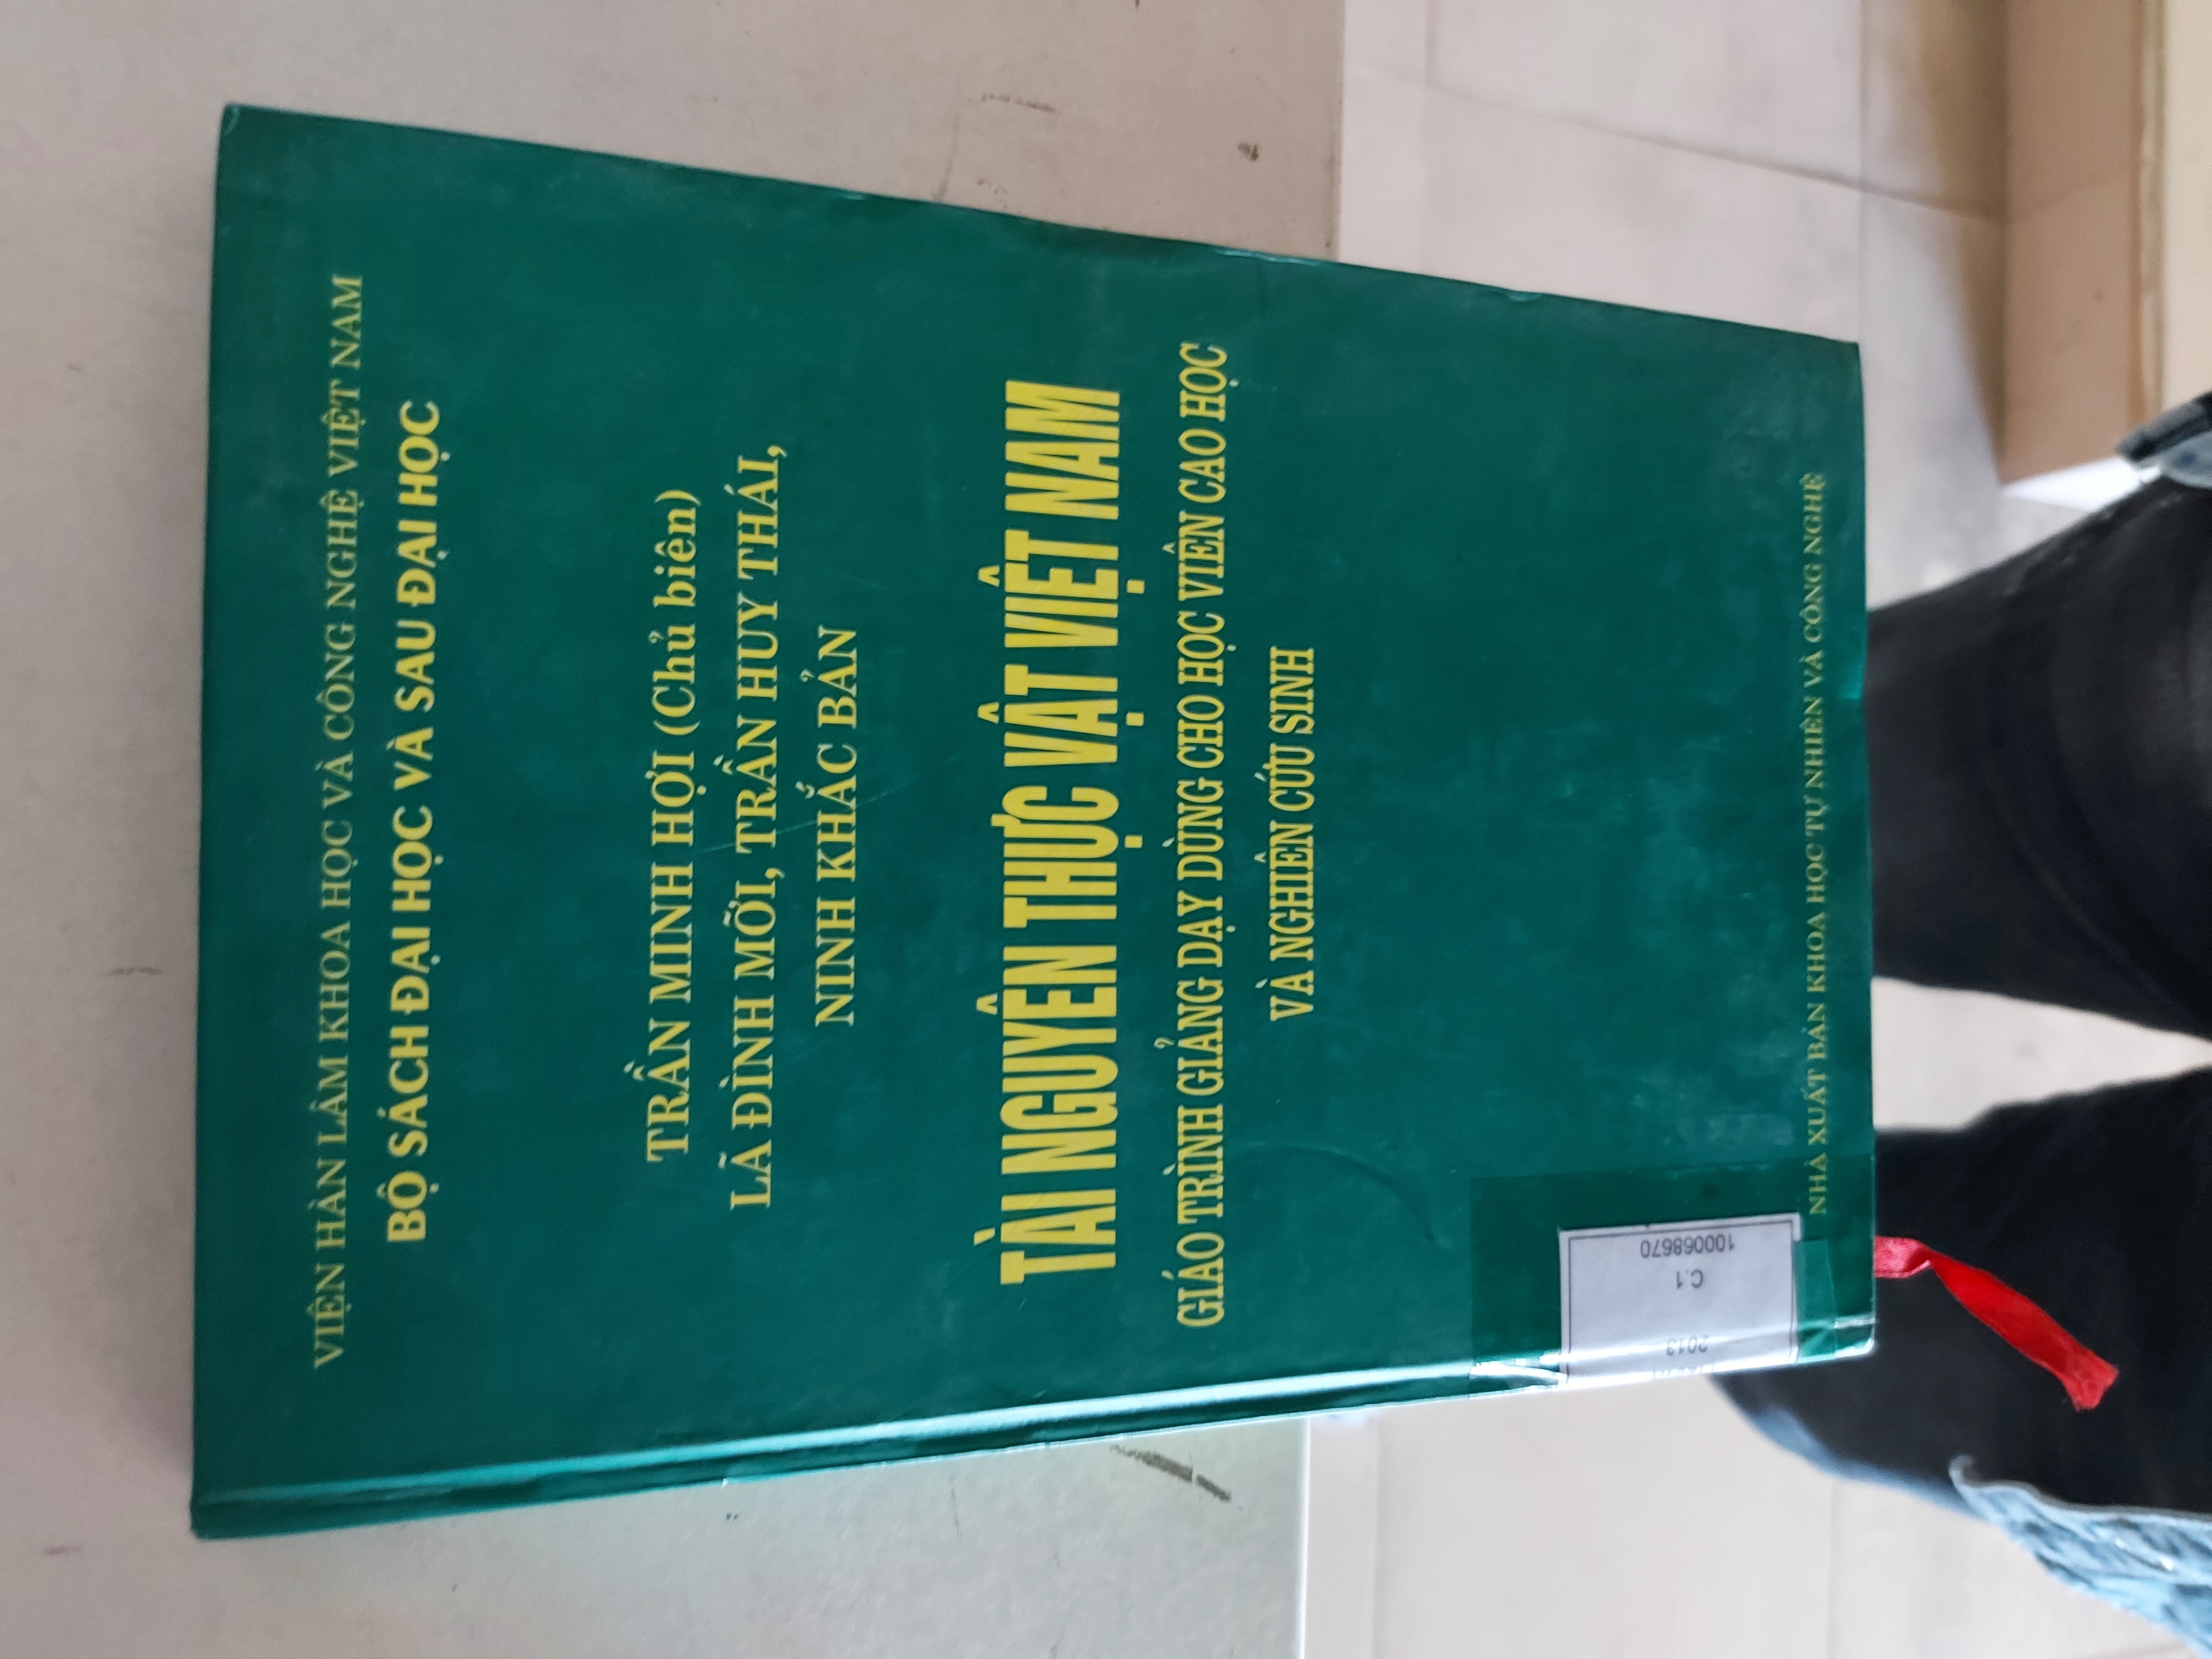 VIỆN HÀN LÂM KHOA HỌC VÀ CÔNG NGHỆ VIỆT NAM
BỘ SÁCH ĐẠI HỌC VÀ SAU ĐẠI HỌC
TRẦN MINH HỢI (Chủ biên)
LÃ ĐÌNH MỠI, TRẦN HUY THÁI,
NINH KHẮC BẢN
TÀI NGUYÊN THỰC VẬT VIỆT NAM
GIÁO TRÌNH GIẢNG DẠY DÙNG CHO HỌC VIÊN CAO HỌC
VÀ NGHIÊN CỨU SINH
2013
C.1
100068670
NHÀ XUẤT BẢN KHOA HỌC TỰ NHIÊN VÀ CÔNG NGHỆ